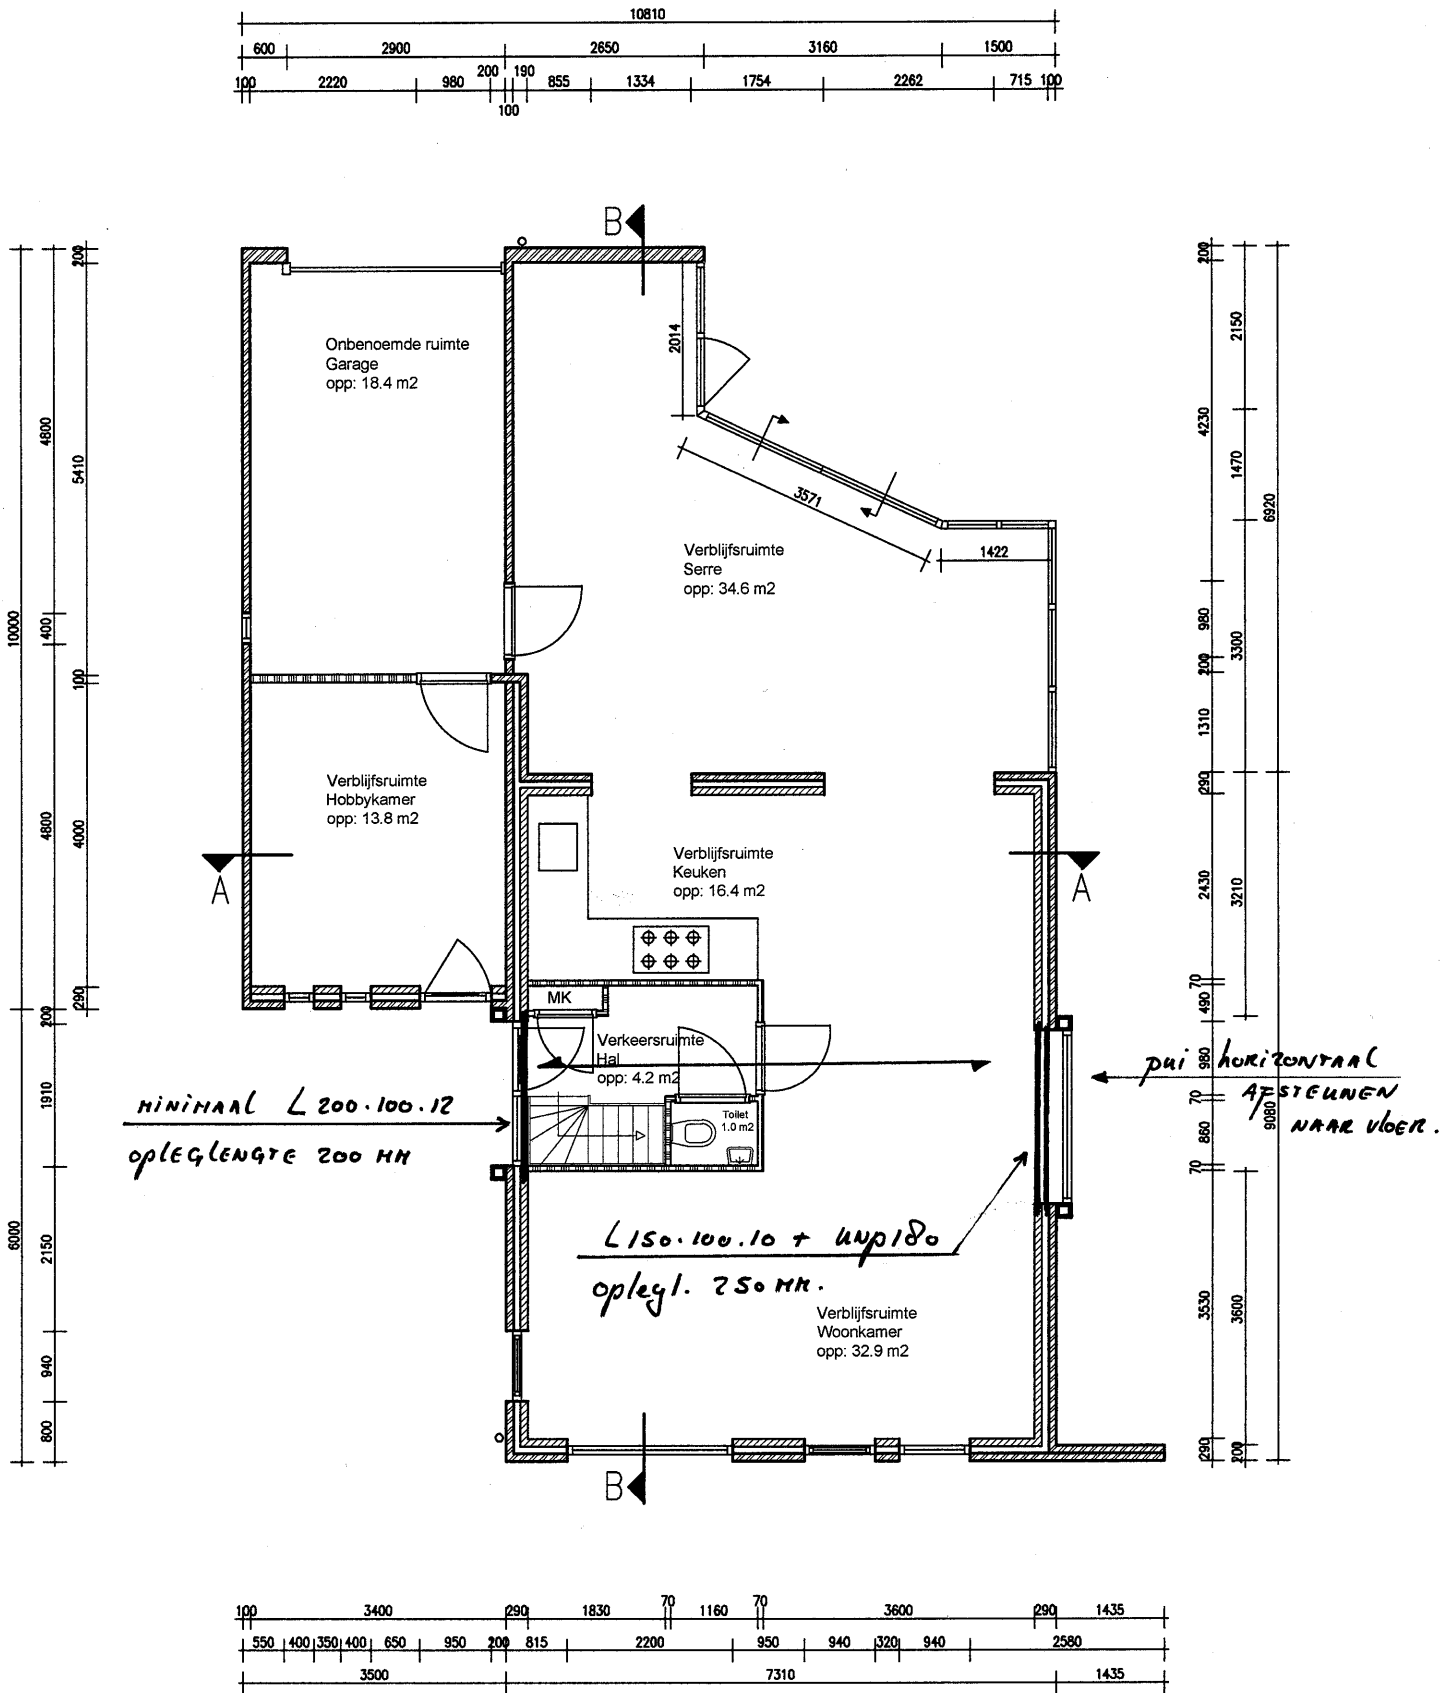 10810
600 2900 2650 3160 1500
100 2220 980 200 190 855 1334 1754 2262 715 100
100
B
10000
6000
4800
400
4800
200
1910
2150
940
800
200
5410
100
4000
290
Onbenoemde ruimte
Garage
opp: 18.4 m2
2014
3571
1422
Verblijfsruimte
Serre
opp: 34.6 m2
Verblijfsruimte
Hobbykamer
opp: 13.8 m2
Verblijfsruimte
Keuken
opp: 16.4 m2
A
A
MK
Verkeersruimte
Hal
opp: 4.2 m2
Toilet
1.0 m2
MINIMAAL L 200.100.12
OPLEGLENGTE 200 MM
L150.100.10 + UNP180
oplegl. 250 MM.
pui HORIZONTAAL
AFSTEUNEN
NAAR VLOER.
Verblijfsruimte
Woonkamer
opp: 32.9 m2
B
200
4230
980
200
1310
290
2430
70
490
980
70
860
70
3530
290
2150
1470
3300
3210
3600
200
6920
9080
100 3400 290 1830 70 1160 70 3600 290 1435
550 400 350 400 650 950 200 815 2200 950 940 320 940 2580
3500 7310 1435